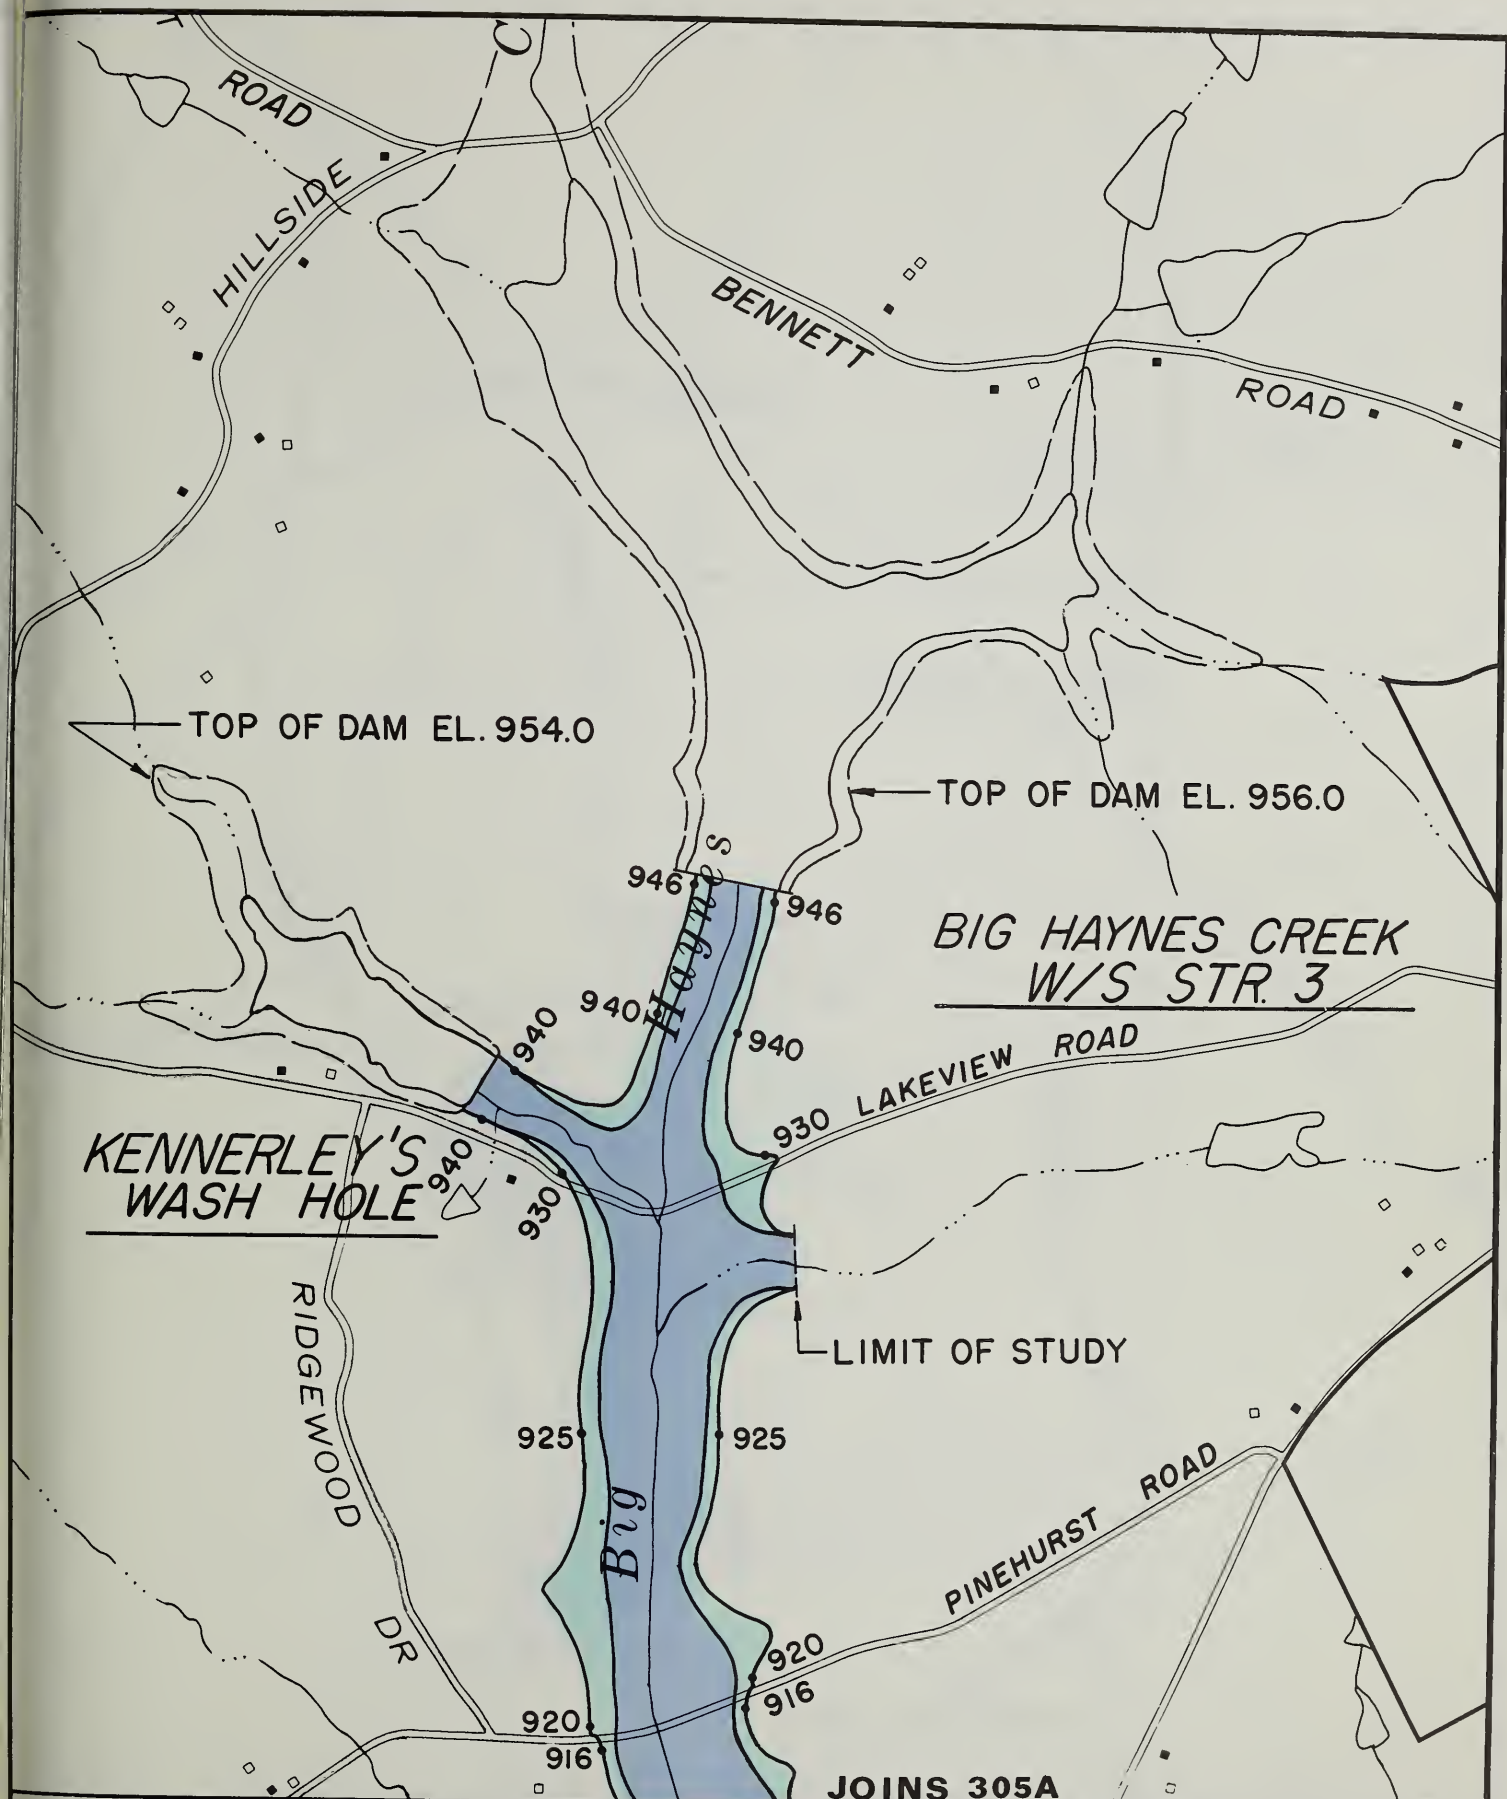 C
T
ROAD
HILLSIDE
BENNETT
ROAD
TOP OF DAM EL. 954.0
TOP OF DAM EL. 956.0
Haynes
946
946
BIG HAYNES CREEK
W/S STR. 3
940
940
940
LAKEVIEW ROAD
930
KENNERLEY'S
WASH HOLE
940
930
RIDGEWOOD
LIMIT OF STUDY
925
925
Big
PINEHURST ROAD
DR
920
916
920
916
JOINS 305A